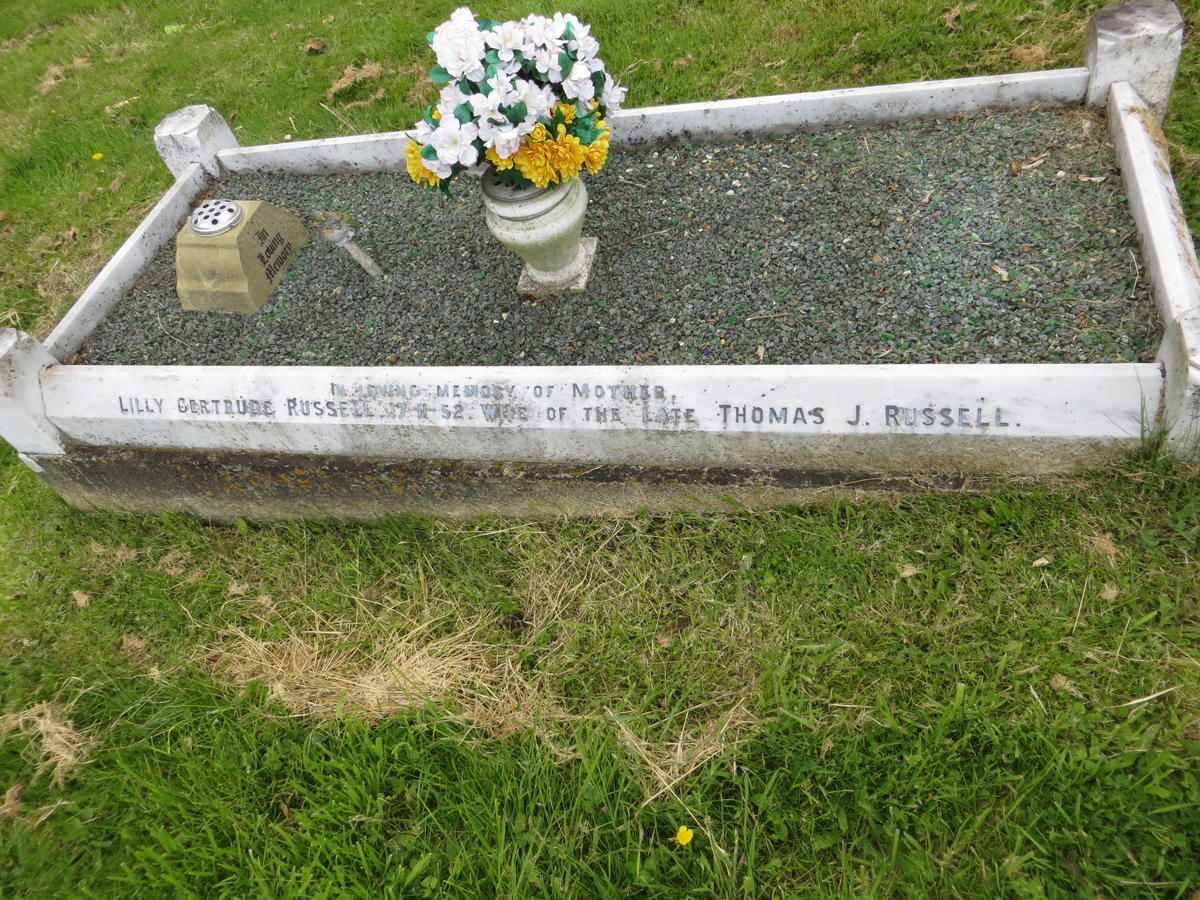 In
Loving
Memory
IN LOVING MEMORY OF MOTHER,
LILLY GERTRUDE RUSSELL 17·11·52. WIFE OF THE LATE THOMAS J. RUSSELL.